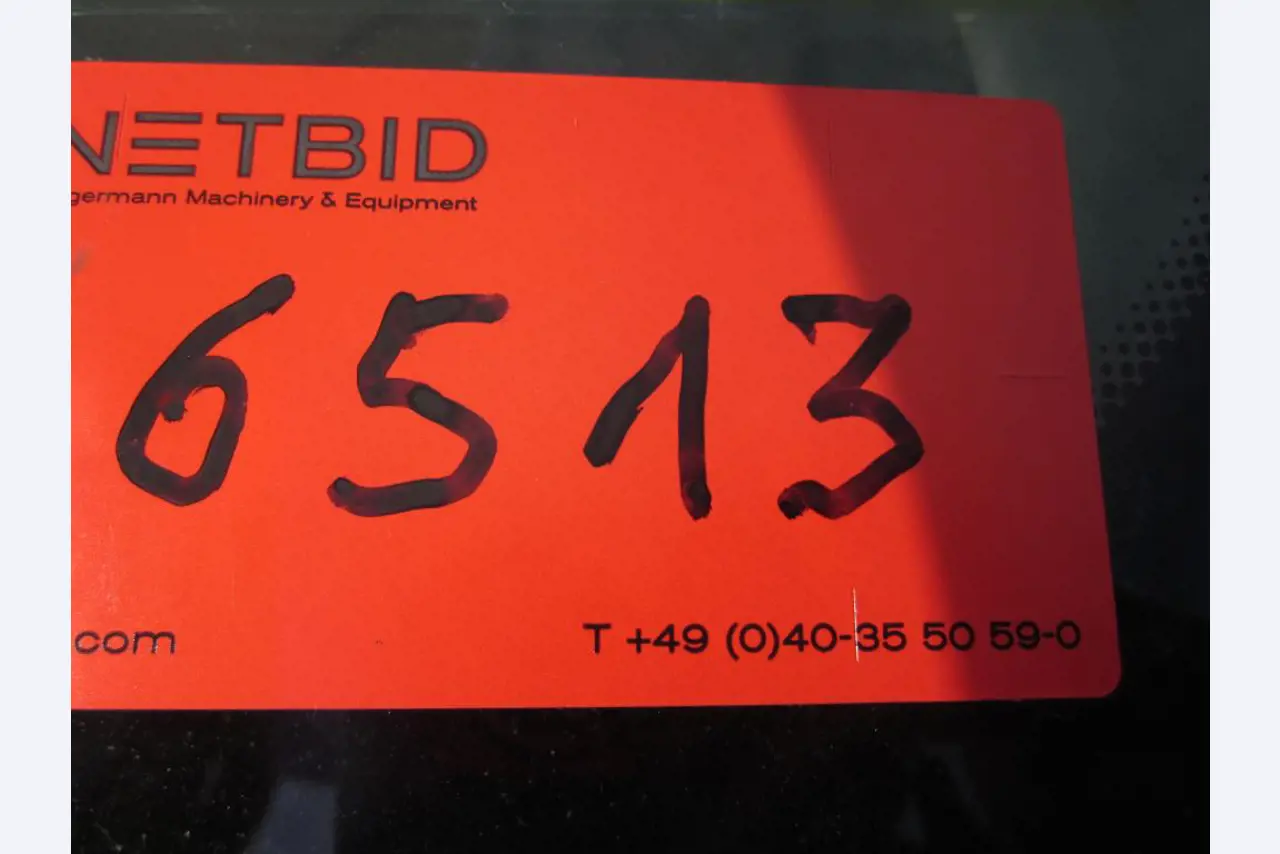 NETBID
germann Machinery & Equipment
6513
.com
T +49 (0)40-35 50 59-0